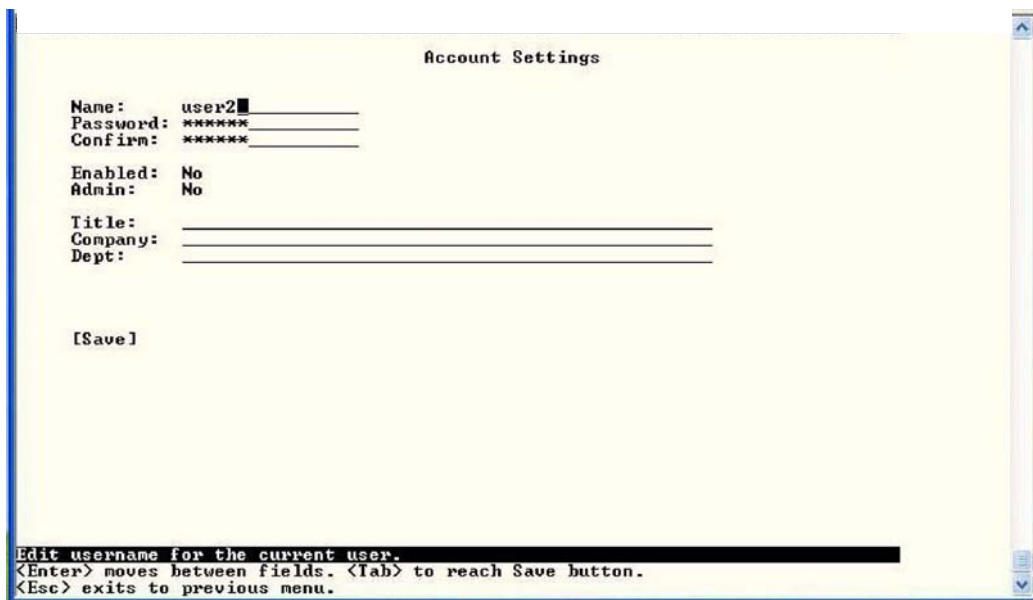 Account Settings
Name: user2
Password: ******
Confirm: ******
Enabled: No
Admin: No
Title:
Company:
Dept:
[Save]
Edit username for the current user.
<Enter> moves between fields. <Tab> to reach Save button.
<Esc> exits to previous menu.